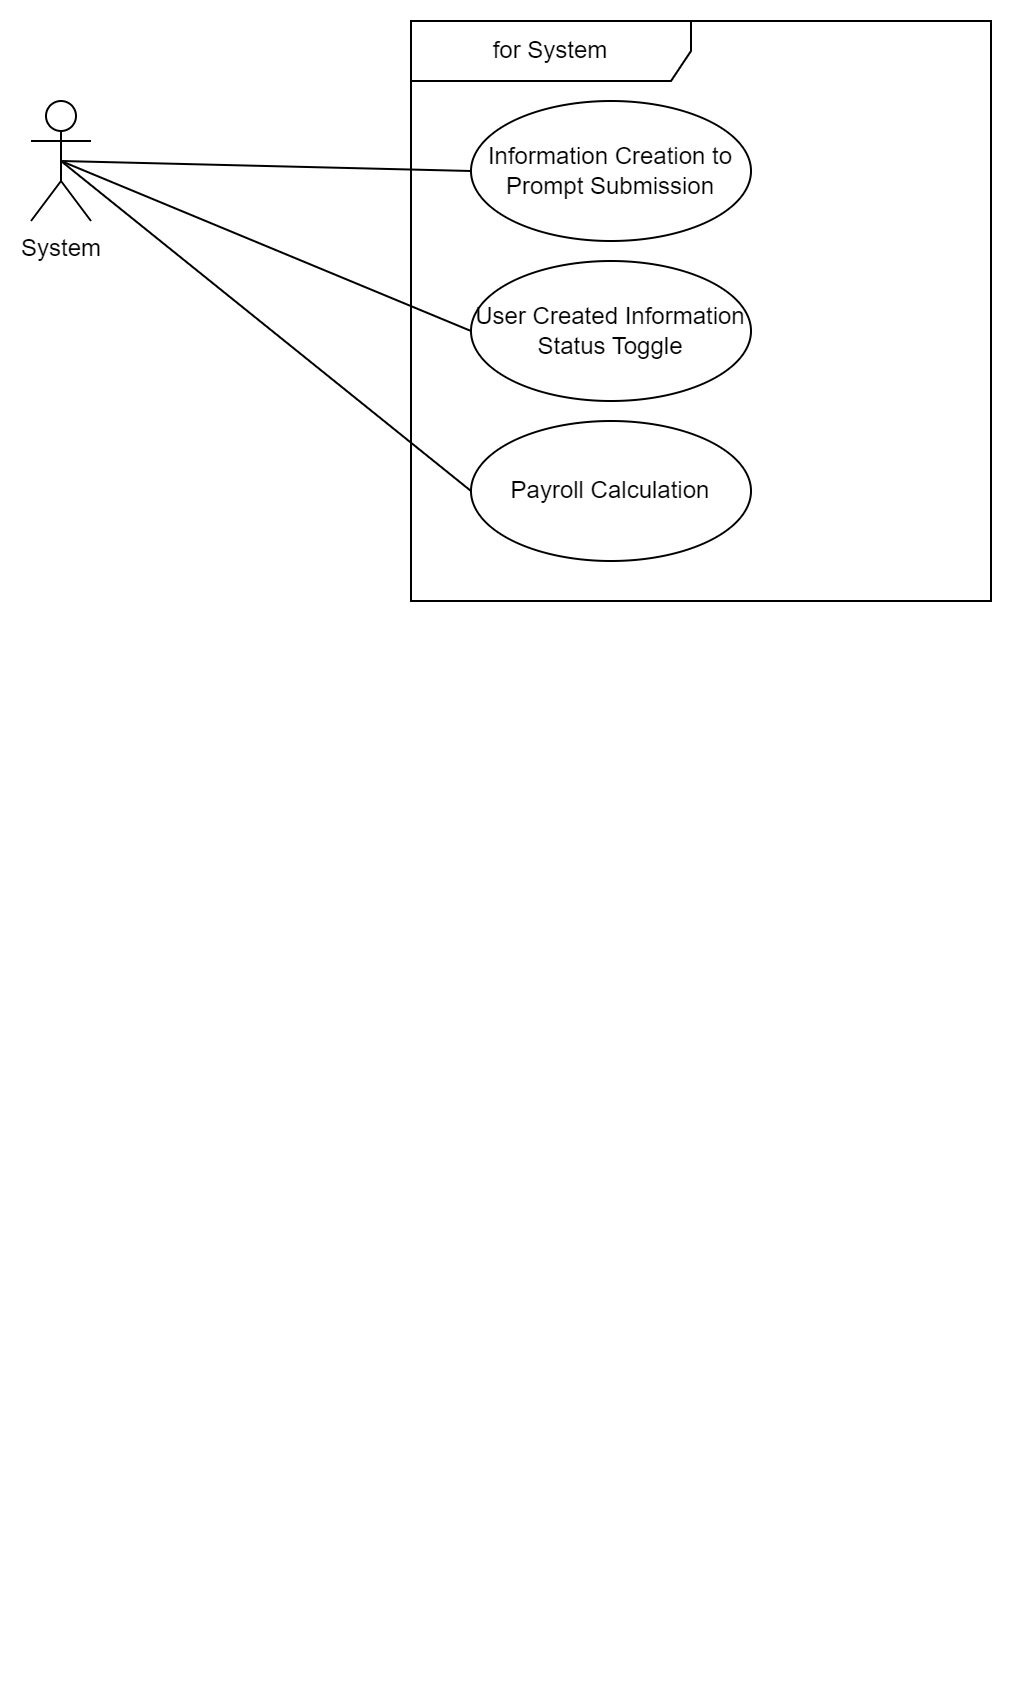 for System
Information Creation to
Prompt Submission
System
User Created Information
Status Toggle
Payroll Calculation